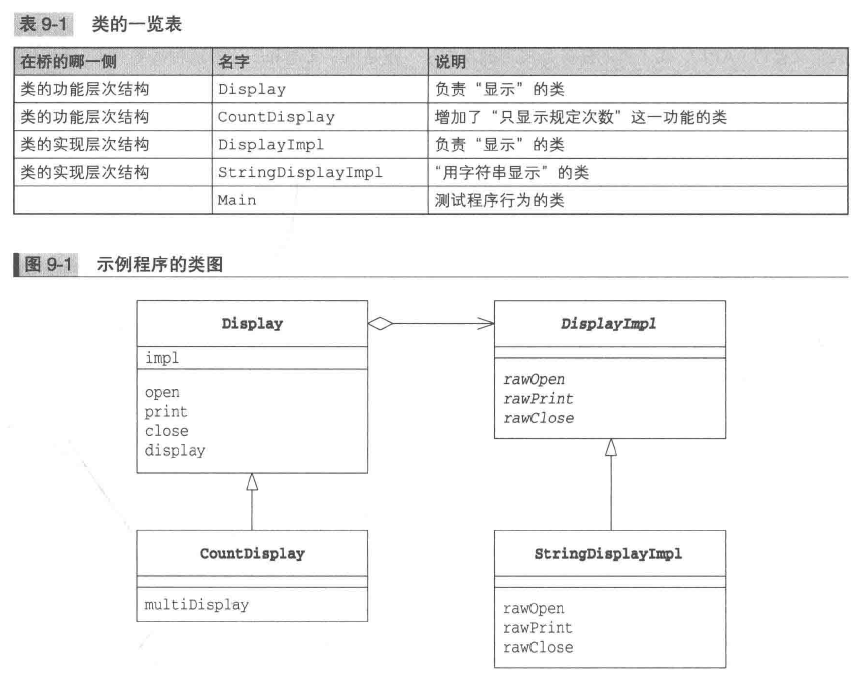 表 9-1 类的一览表
在桥的哪一侧 名字 说明
类的功能层次结构 Display 负责“显示”的类
类的功能层次结构 CountDisplay 增加了“只显示规定次数”这一功能的类
类的实现层次结构 DisplayImpl 负责“显示”的类
类的实现层次结构 StringDisplayImpl “用字符串显示”的类
Main 测试程序行为的类
图 9-1 示例程序的类图
Display
impl
open
print
close
display
DisplayImpl
rawOpen
rawPrint
rawClose
CountDisplay
multiDisplay
StringDisplayImpl
rawOpen
rawPrint
rawClose